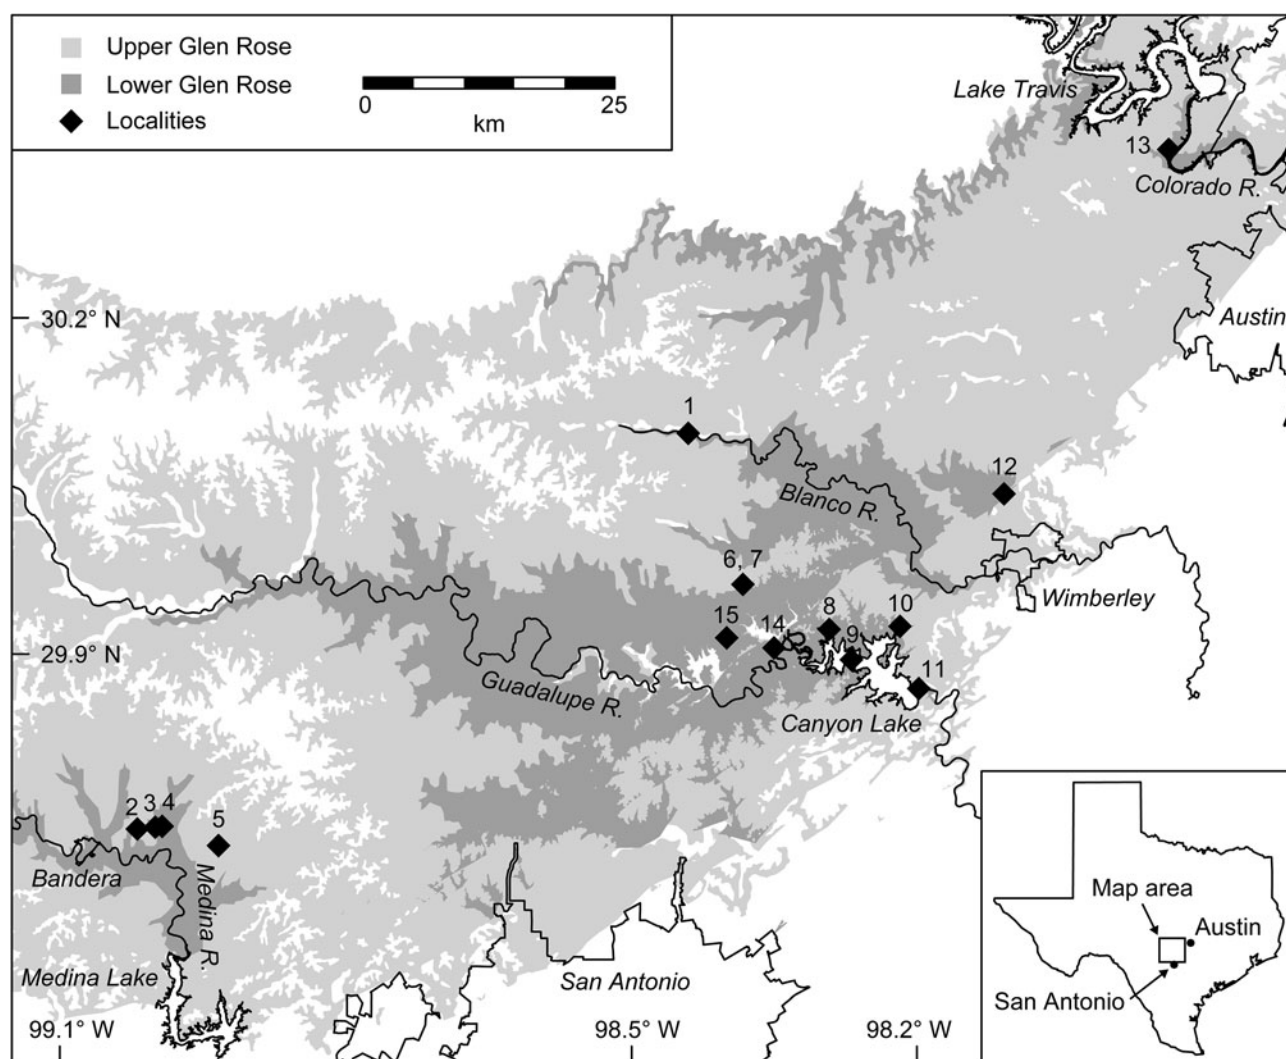 Upper Glen Rose
Lower Glen Rose
Localities
0 25
km
Lake Travis
13
Colorado R.
30.2° N
Austin
1
12
Blanco R.
6, 7
Wimberley
8
10
15
14
9
29.9° N
11
Guadalupe R.
Canyon Lake
2 3 4
5
Bandera
Medina R.
Map area
Austin
Medina Lake
San Antonio
San Antonio
99.1° W
98.5° W
98.2° W